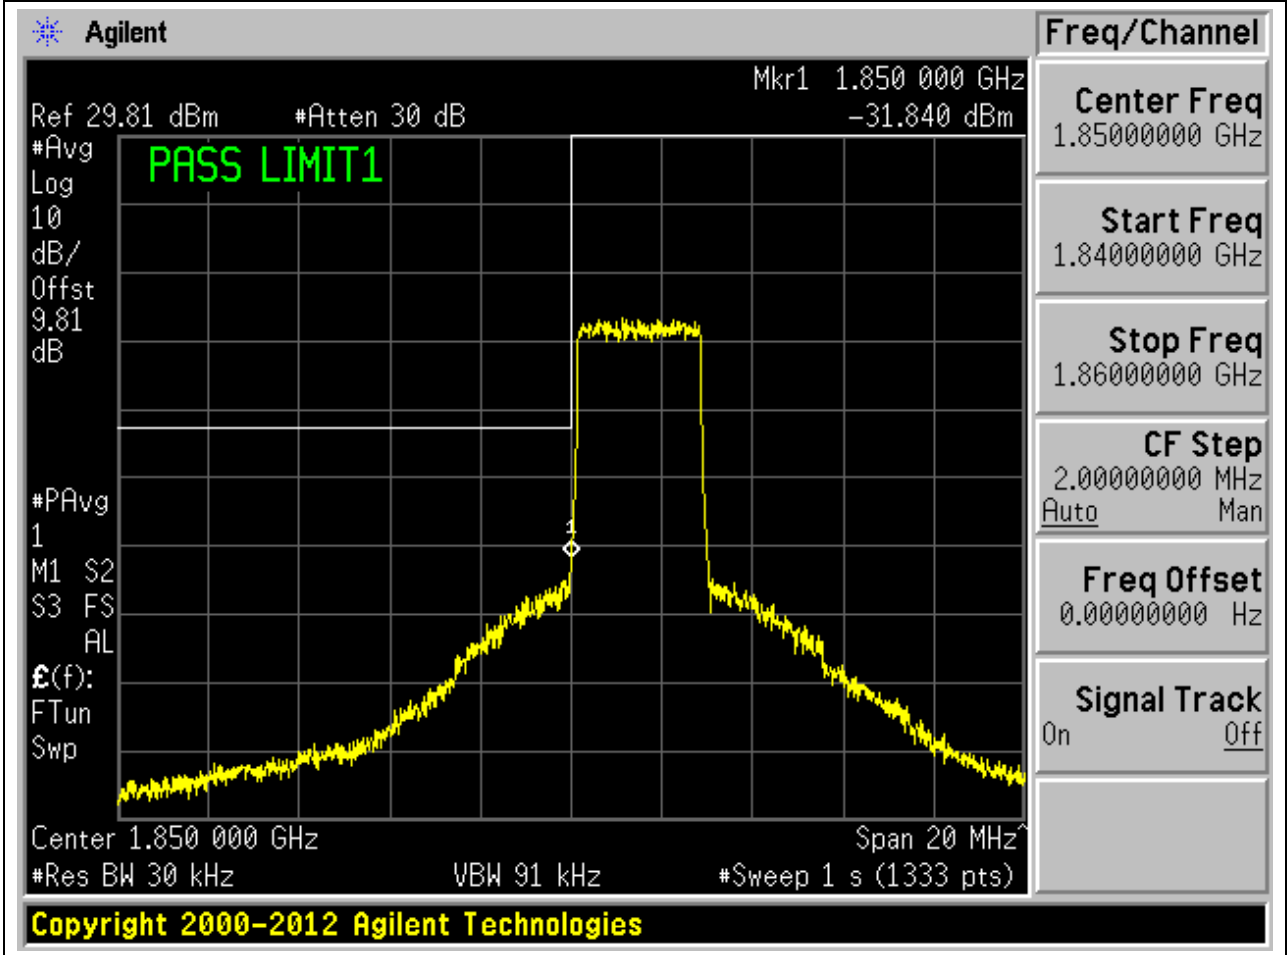 Agilent
Freq/Channel
Mkr1 1.850 000 GHz
Ref 29.81 dBm #Atten 30 dB -31.840 dBm
#Avg
Log
10
dB/
Offst
9.81
dB
#PAvg
1
M1 S2
S3 FS
AL
£(f):
FTun
Swp
PASS LIMIT1
1
Center 1.850 000 GHz Span 20 MHz^
#Res BW 30 kHz VBW 91 kHz #Sweep 1 s (1333 pts)
Center Freq
1.85000000 GHz
Start Freq
1.84000000 GHz
Stop Freq
1.86000000 GHz
CF Step
2.00000000 MHz
Auto Man
Freq Offset
0.00000000 Hz
Signal Track
On Off
Copyright 2000-2012 Agilent Technologies